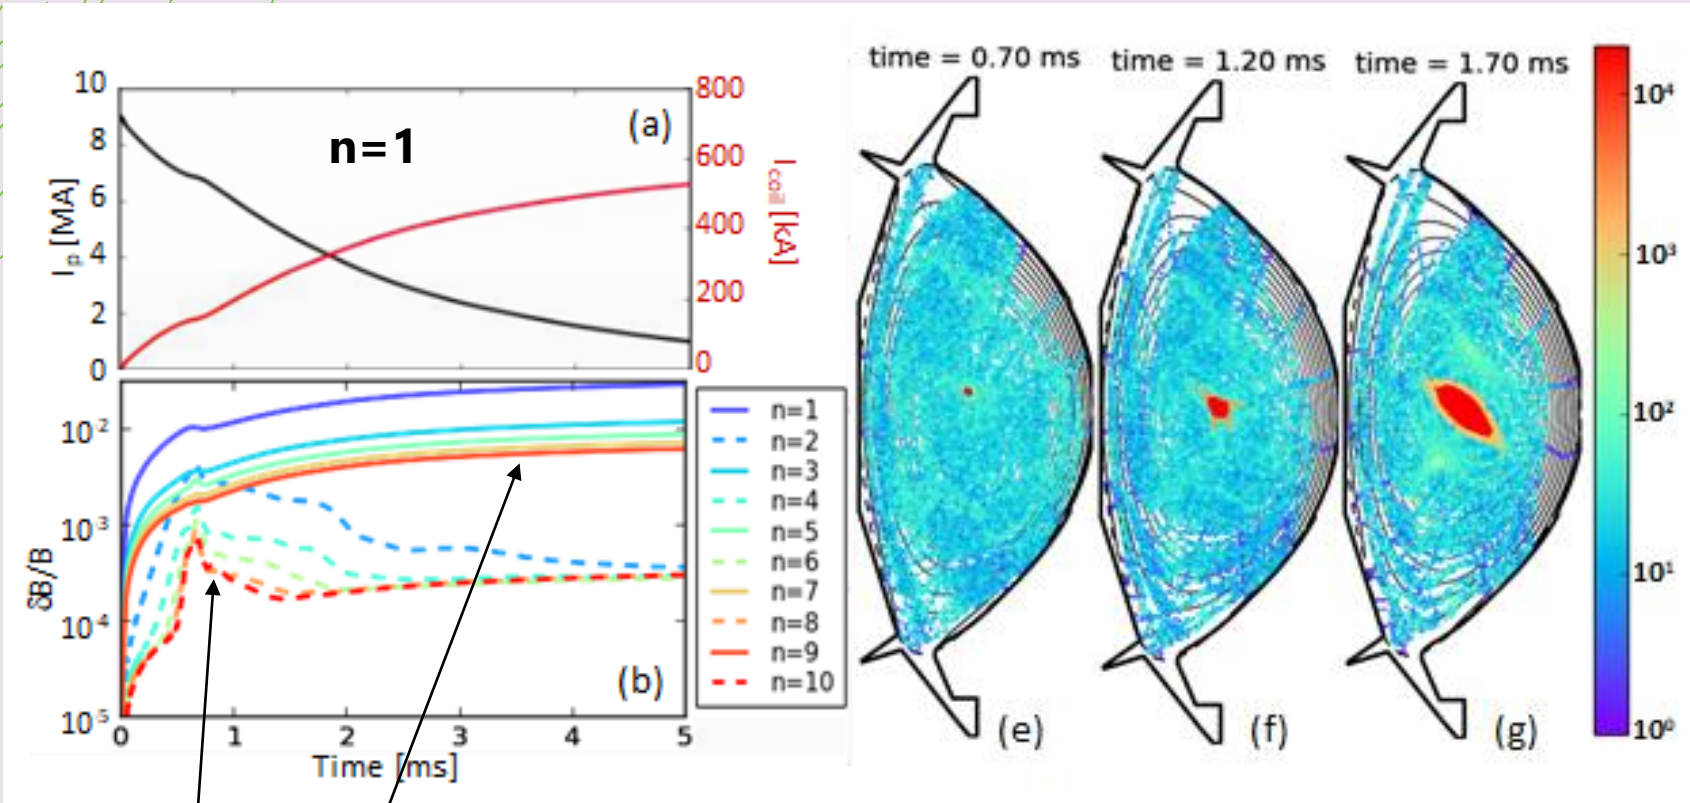 n=1
(a)
10
8
6
4
2
0
Ip [MA]
800
600
400
200
0
Icoil [kA]
10-2
10-3
10-4
10-5
δB/B
(b)
0 1 2 3 4 5
Time [ms]
n=1
n=2
n=3
n=4
n=5
n=6
n=7
n=8
n=9
n=10
time = 0.70 ms
time = 1.20 ms
time = 1.70 ms
(e)
(f)
(g)
10⁴
10³
10²
10¹
10⁰